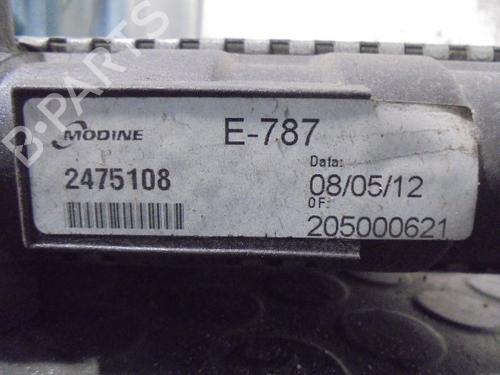 B-PARTS
MODINE
E-787
2475108
Data:
08/05/12
OF:
205000621